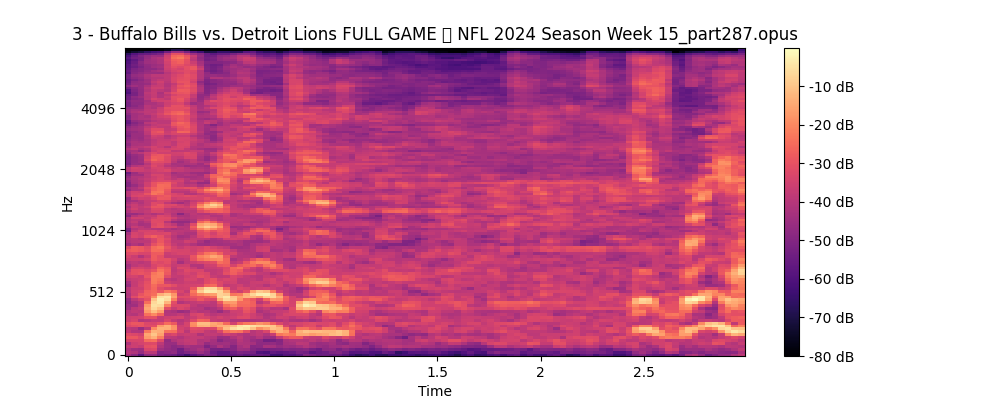 3 - Buffalo Bills vs. Detroit Lions FULL GAME ▯ NFL 2024 Season Week 15_part287.opus
Hz
4096
2048
1024
512
0
0 0.5 1 1.5 2 2.5
Time
-10 dB
-20 dB
-30 dB
-40 dB
-50 dB
-60 dB
-70 dB
-80 dB